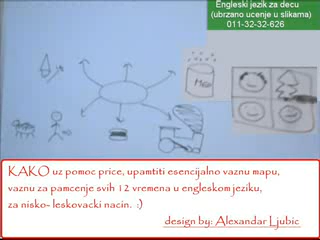 Engleski jezik za decu
(ubrzano ucenje u slikama)
011-32-32-626
KAKO uz pomoc price, upamtiti esencijalno vaznu mapu,
vaznu za pamcenje svih 12 vremena u engleskom jeziku,
za nisko- leskovacki nacin. :)
design by: Alexandar Ljubic